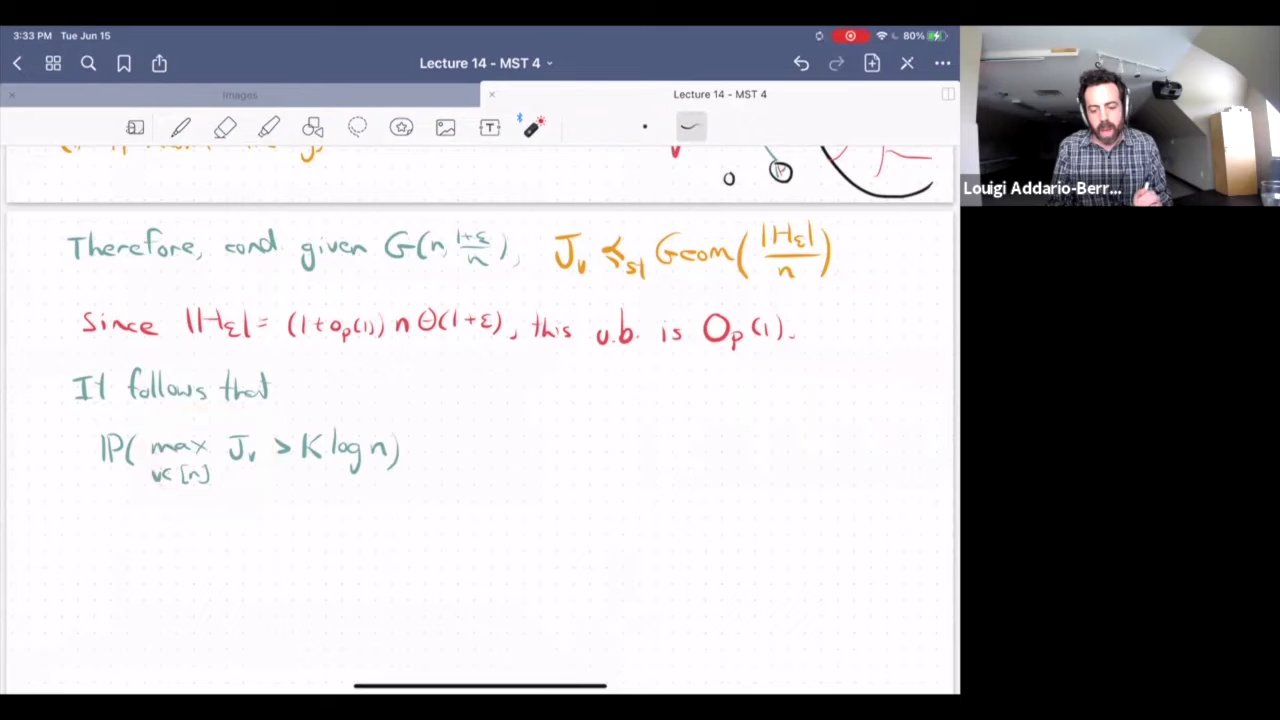 3:33 PM Tue Jun 15
80%
Lecture 14 - MST 4
Images
Lecture 14 - MST 4
Louigi Addario-Berr...
Therefore, cond. given G(n, (1+ε)/n), J_v ≼_st Geom(|H_ε|/n)
Since |H_ε| = (1+o_p(1)) n Θ(1+ε), this u.b. is O_p(1).
It follows that
P( max_{v∈[n]} J_v > K log n)